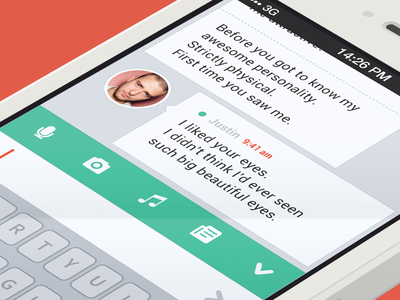 3G
14:26 PM
Before you got to know my
awesome personality.
Strictly physical.
First time you saw me.
Justin 9:41 am
I liked your eyes.
I didn't think I'd ever seen
such big beautiful eyes.
R T Y U
G